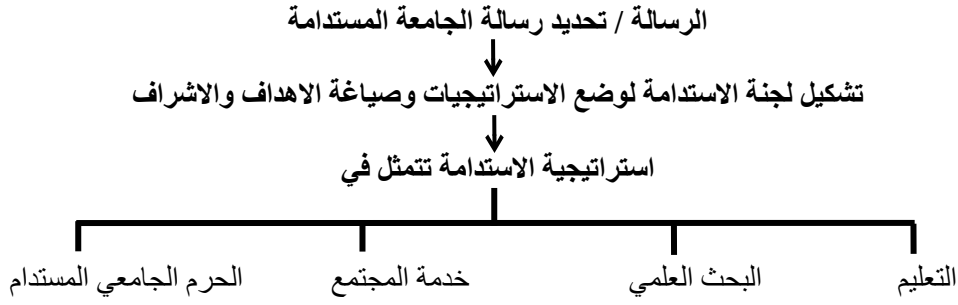 الرسالة / تحديد رسالة الجامعة المستدامة
تشكيل لجنة الاستدامة لوضع الاستراتيجيات وصياغة الاهداف والاشراف
استراتيجية الاستدامة تتمثل في
التعليم
البحث العلمي
خدمة المجتمع
الحرم الجامعي المستدام